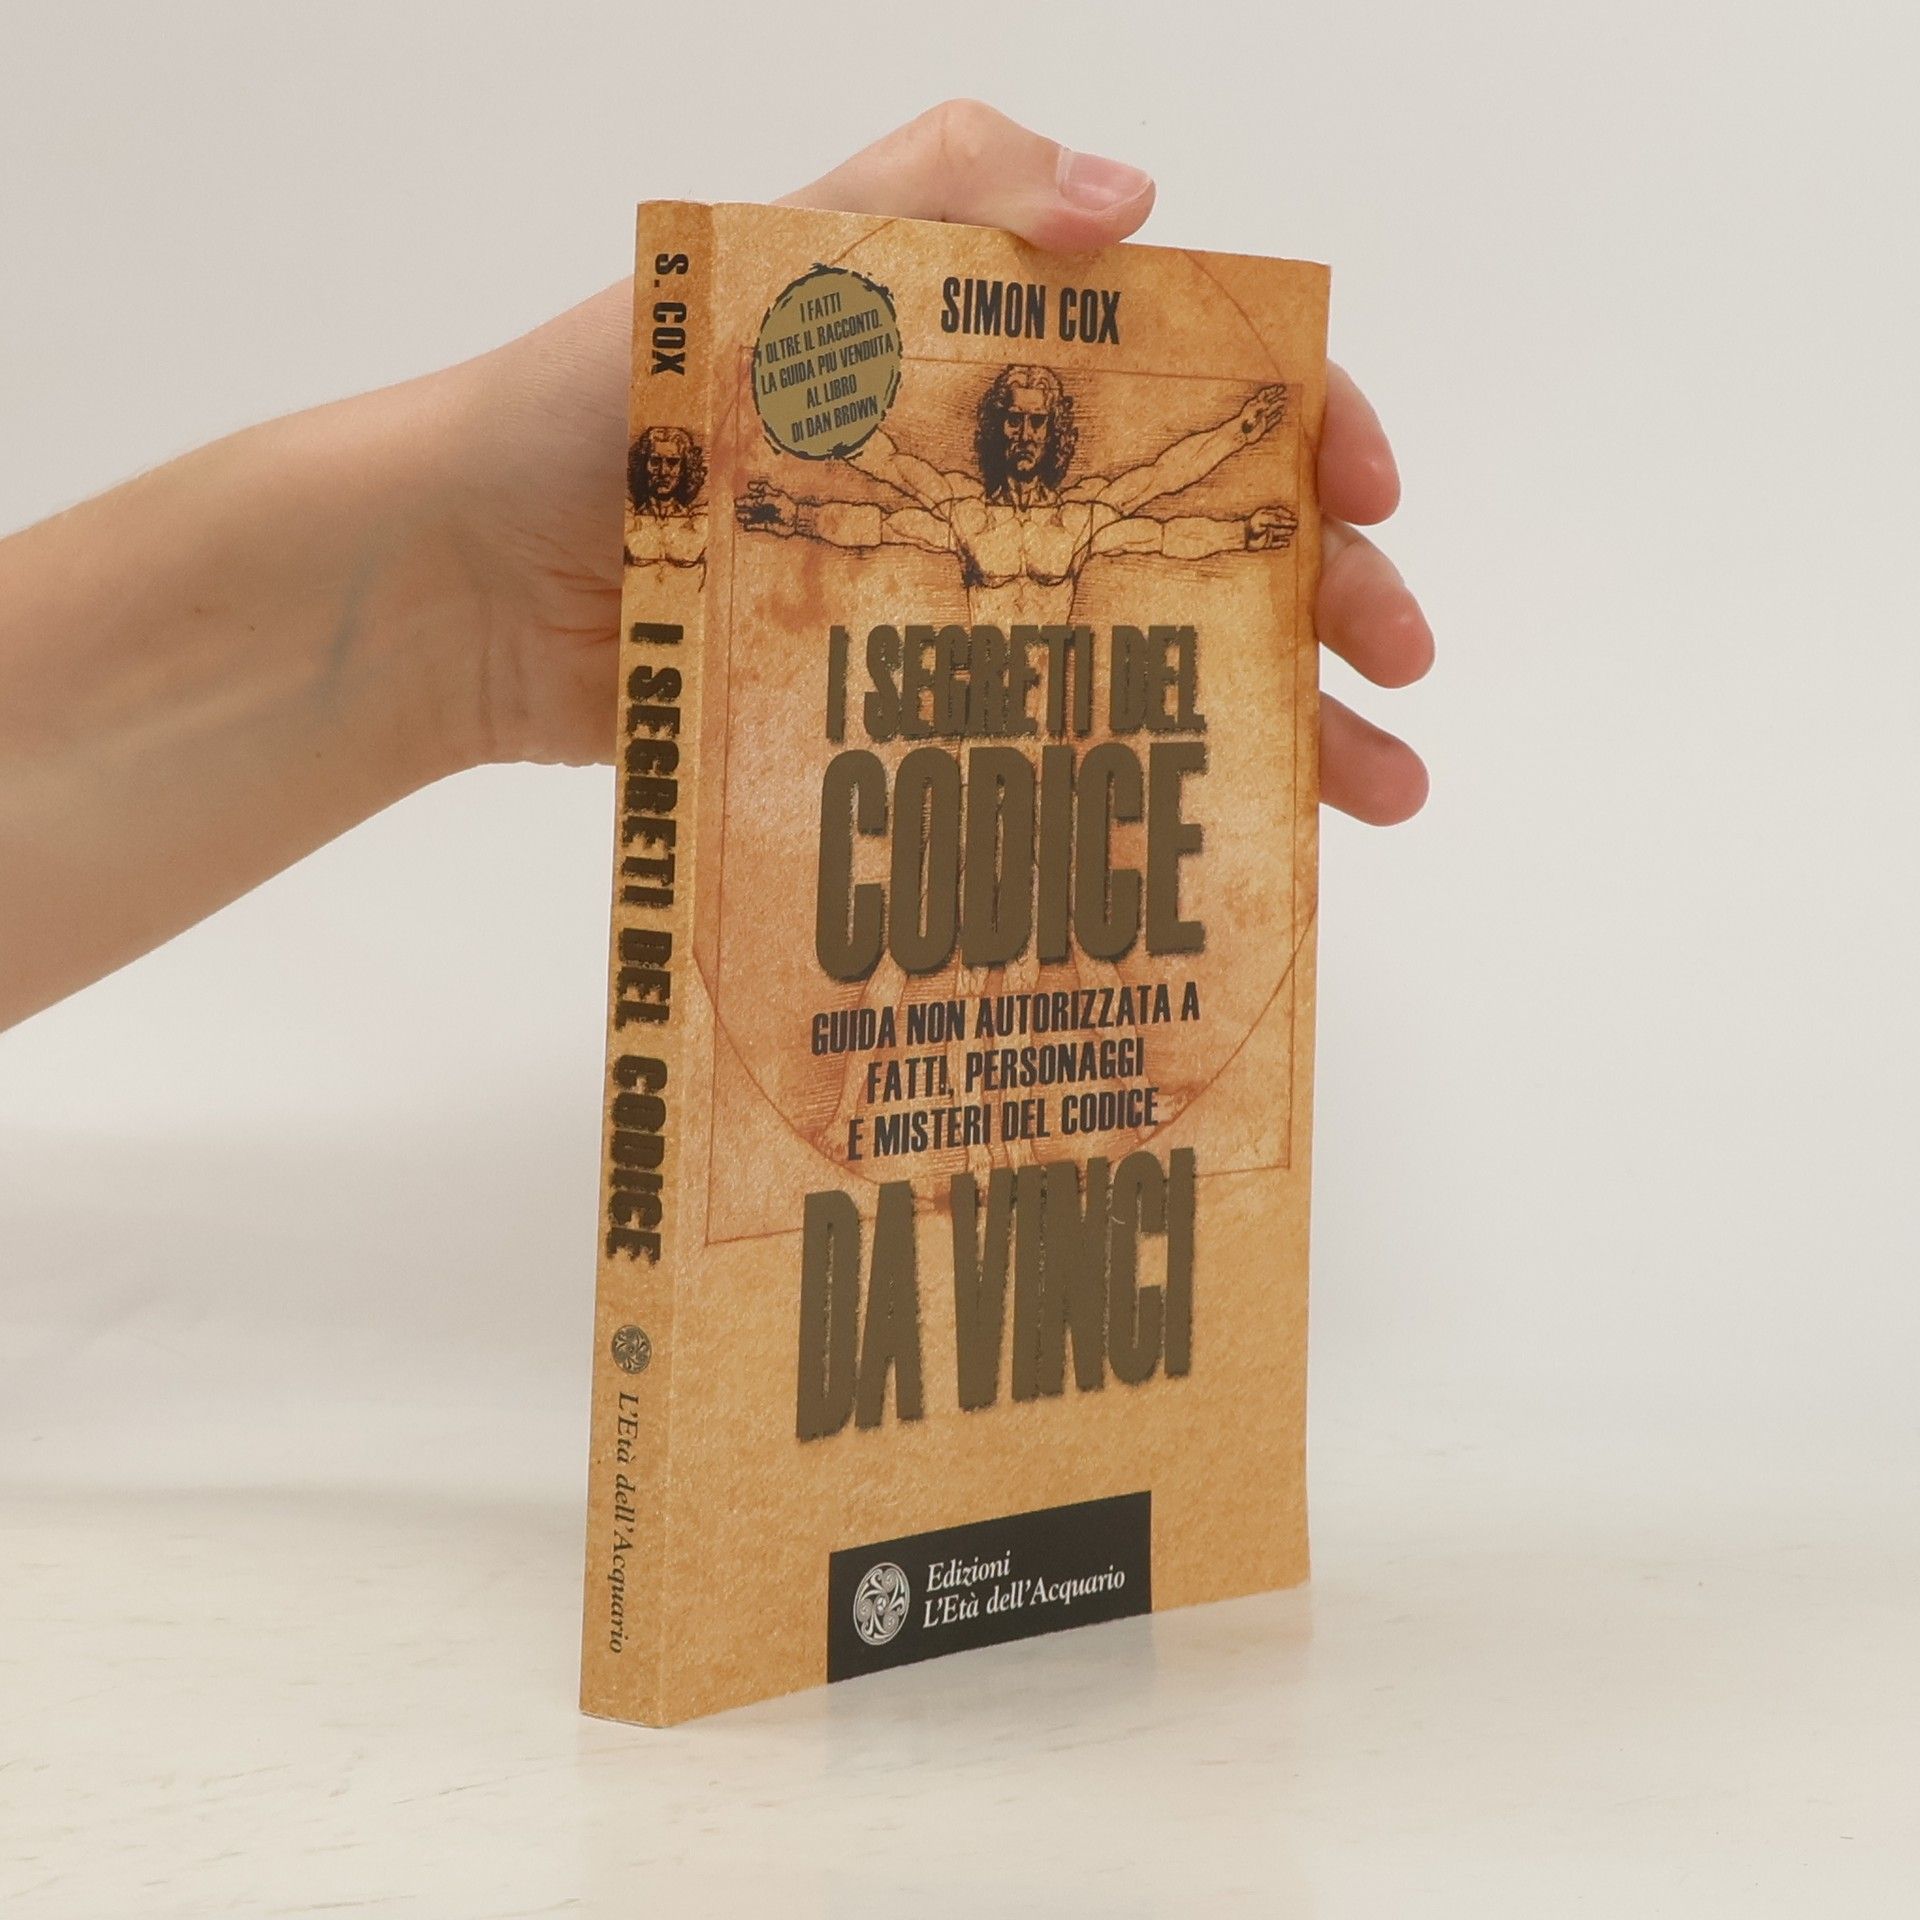 S. COX
I SEGRETI DEL CODICE
L'Età dell'Acquario
SIMON COX
I FATTI
OLTRE IL RACCONTO.
LA GUIDA PIU VENDUTA
AL LIBRO
DI DAN BROWN
I SEGRETI DEL
CODICE
GUIDA NON AUTORIZZATA A
FATTI, PERSONAGGI
E MISTERI DEL CODICE
DA VINCI
Edizioni
L'Età dell'Acquario